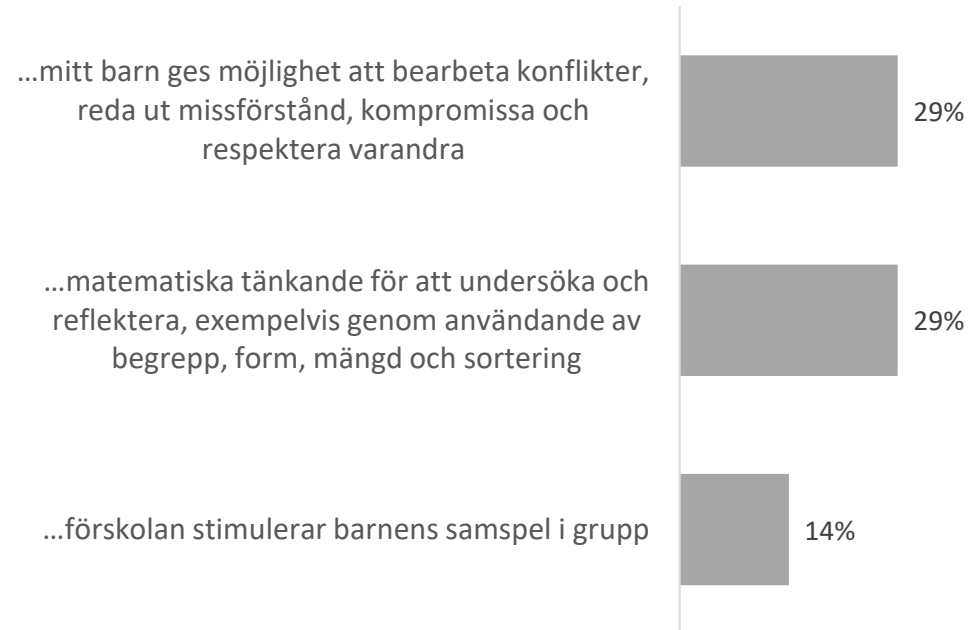 …mitt barn ges möjlighet att bearbeta konflikter,
reda ut missförstånd, kompromissa och
respektera varandra
29%
…matematiska tänkande för att undersöka och
reflektera, exempelvis genom användande av
begrepp, form, mängd och sortering
29%
…förskolan stimulerar barnens samspel i grupp
14%